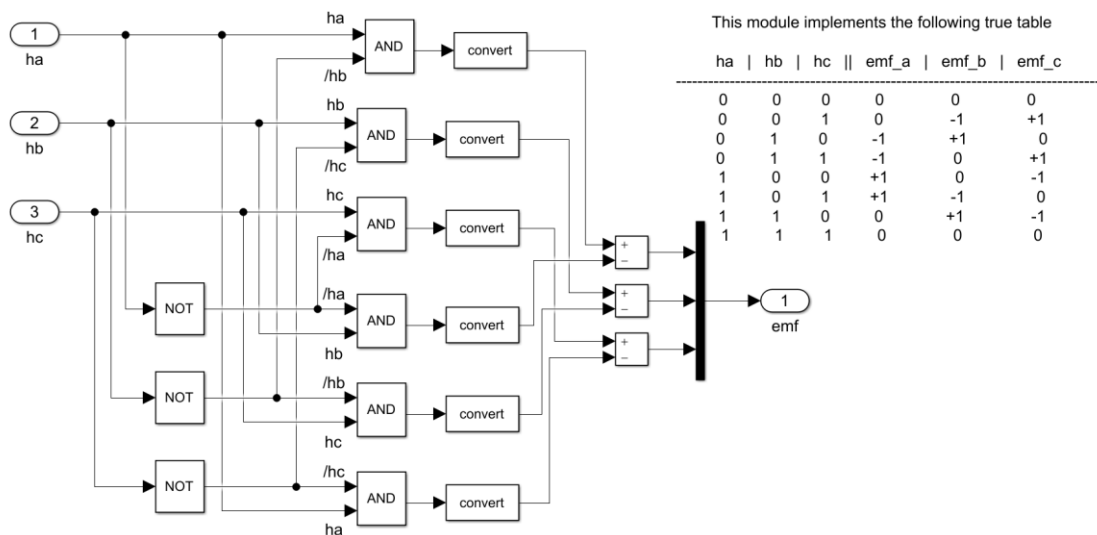 This module implements the following true table
ha | hb | hc || emf_a | emf_b | emf_c
--------------------------------------------------------------------------------
0 0 0 0 0 0
0 0 1 0 -1 +1
0 1 0 -1 +1 0
0 1 1 -1 0 +1
1 0 0 +1 0 -1
1 0 1 +1 -1 0
1 1 0 0 +1 -1
1 1 1 0 0 0
1
ha
ha
/hb
AND
convert
2
hb
hb
/hc
AND
convert
3
hc
hc
/ha
AND
convert
NOT
/ha
hb
AND
convert
NOT
/hb
hc
AND
convert
NOT
/hc
ha
AND
convert
+
−
+
−
+
−
1
emf